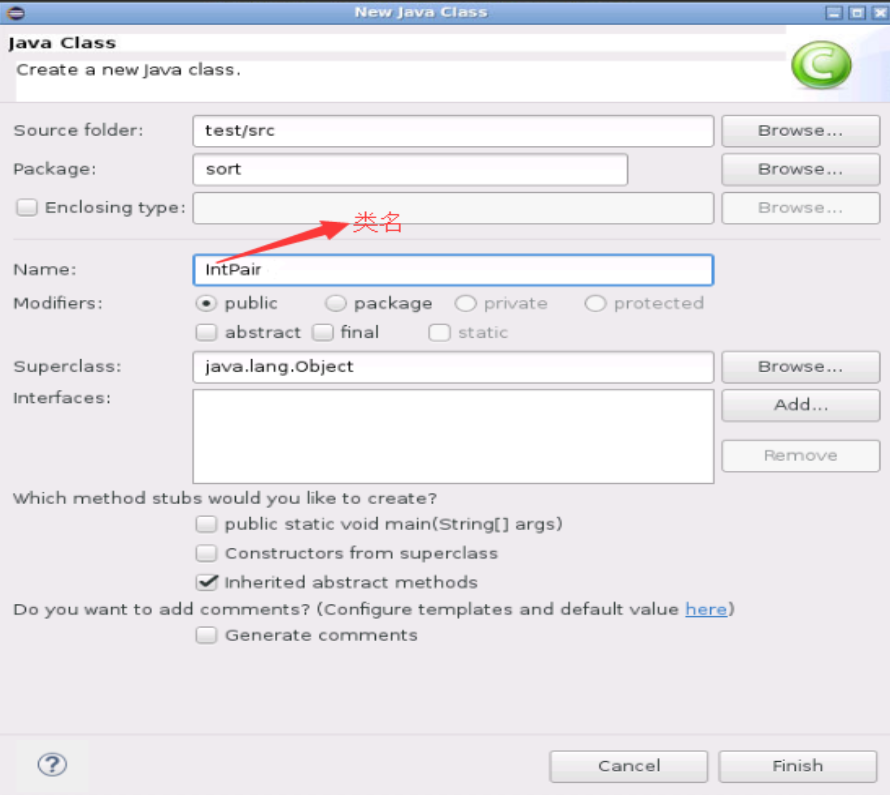 New Java Class
Java Class
Create a new Java class.
Source folder: test/src Browse...
Package: sort Browse...
Enclosing type: Browse...
类名
Name: IntPair
Modifiers: public package private protected
abstract final static
Superclass: java.lang.Object Browse...
Interfaces: Add...
Remove
Which method stubs would you like to create?
public static void main(String[] args)
Constructors from superclass
Inherited abstract methods
Do you want to add comments? (Configure templates and default value here)
Generate comments
? Cancel Finish